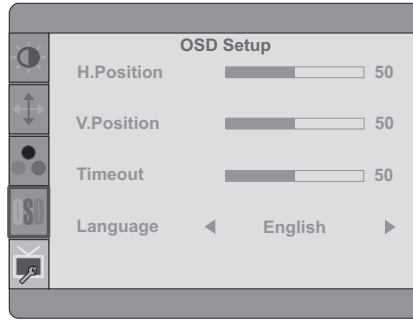 OSD Setup
H.Position 50
V.Position 50
Timeout 50
OSD
Language English